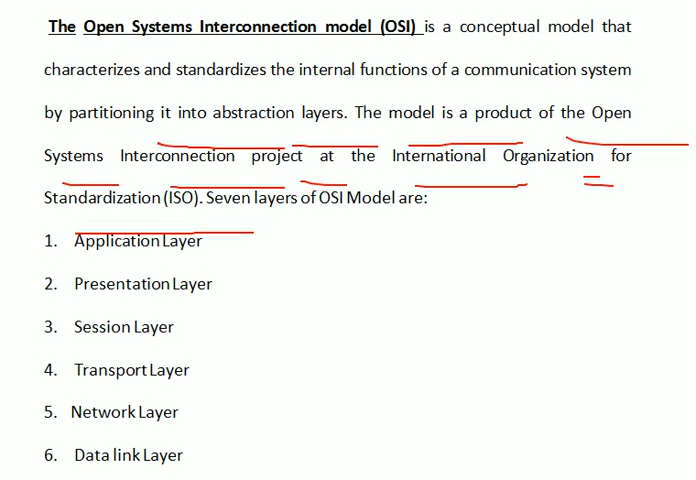 The Open Systems Interconnection model (OSI) is a conceptual model that
characterizes and standardizes the internal functions of a communication system
by partitioning it into abstraction layers. The model is a product of the Open
Systems Interconnection project at the International Organization for
Standardization (ISO). Seven layers of OSI Model are:
1. Application Layer
2. Presentation Layer
3. Session Layer
4. Transport Layer
5. Network Layer
6. Data link Layer